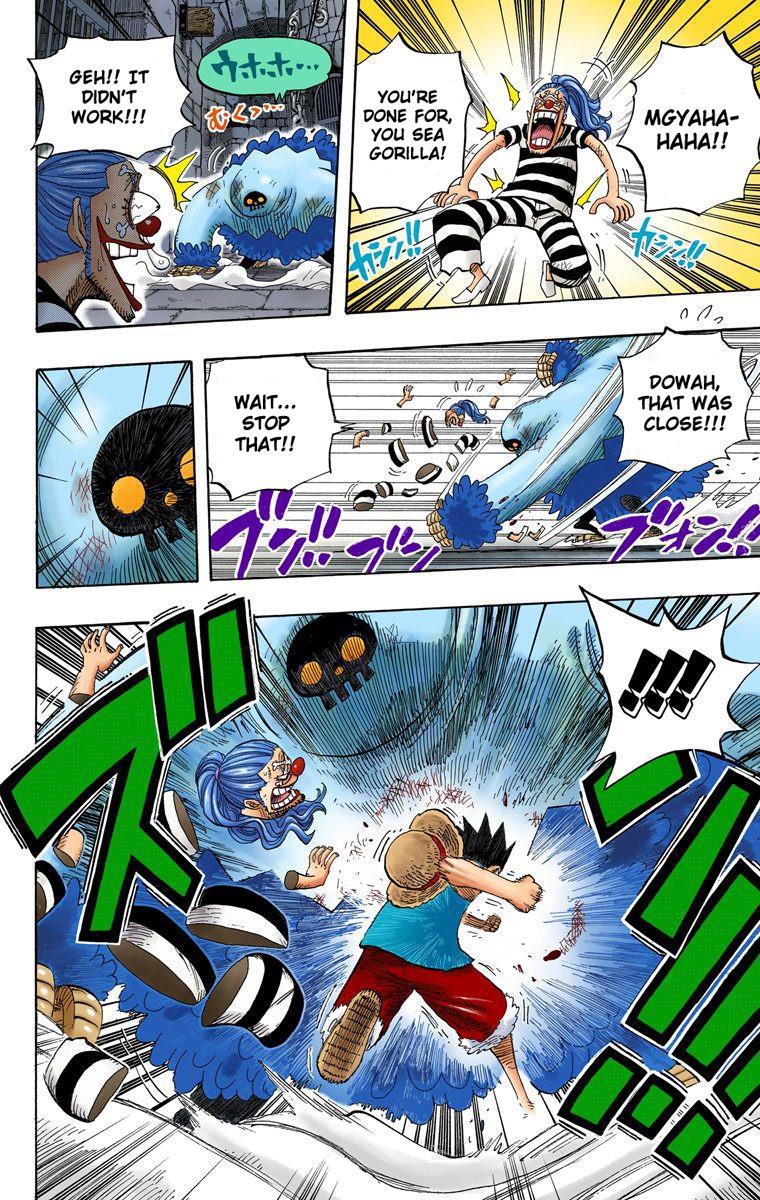 MGYAHA-
HAHA!!
YOU'RE
DONE FOR,
YOU SEA
GORILLA!
カシン!!
カシン!!
ウホホホ…
むくっ…
GEH!! IT
DIDN'T
WORK!!!
DOWAH,
THAT WAS
CLOSE!!!
WAIT...
STOP
THAT!!
ブオン!!
ブン
ブン!!
!!!!
ズン!!!